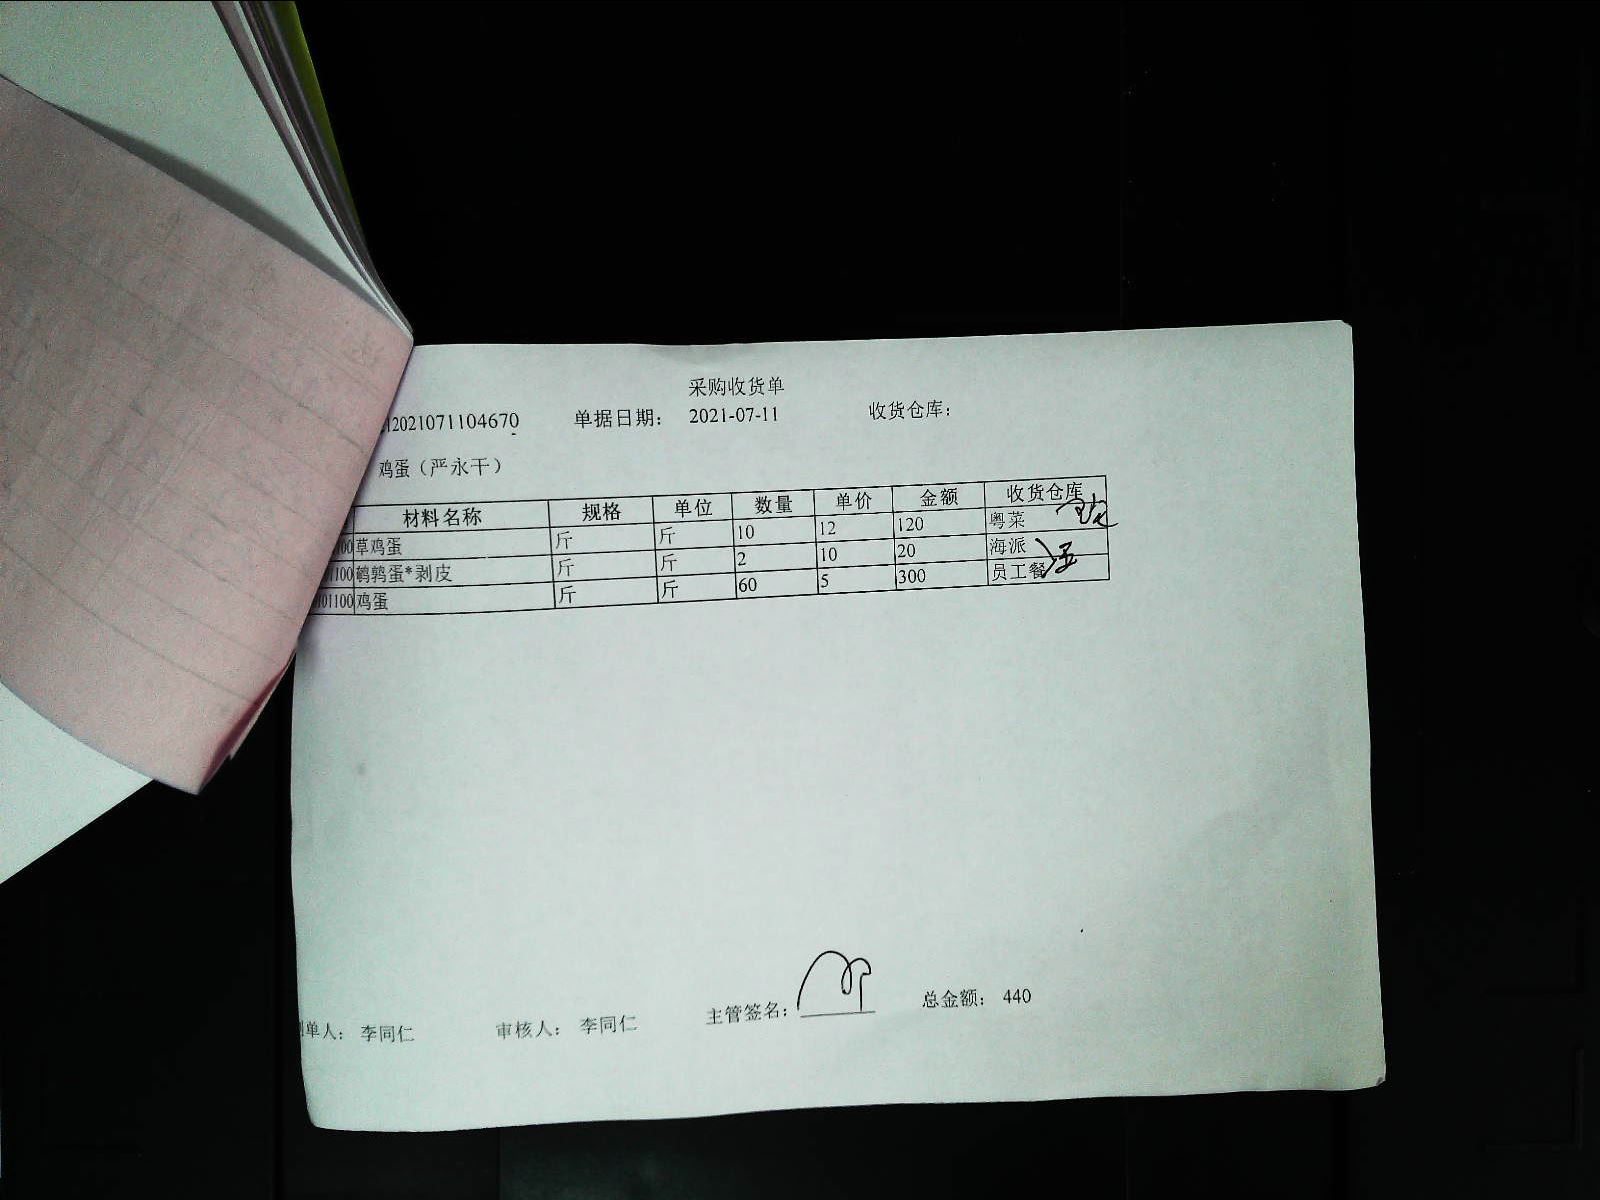 采购收货单
2021071104670 单据日期: 2021-07-11 收货仓库:
鸡蛋（严永干）
材料名称 规格 单位 数量 单价 金额 收货仓库
100 草鸡蛋 斤 斤 10 12 120 粤菜
1100 鹌鹑蛋*剥皮 斤 斤 2 10 20 海派
101100 鸡蛋 斤 斤 60 5 300 员工餐
单人: 李同仁 审核人: 李同仁 主管签名: 总金额: 440